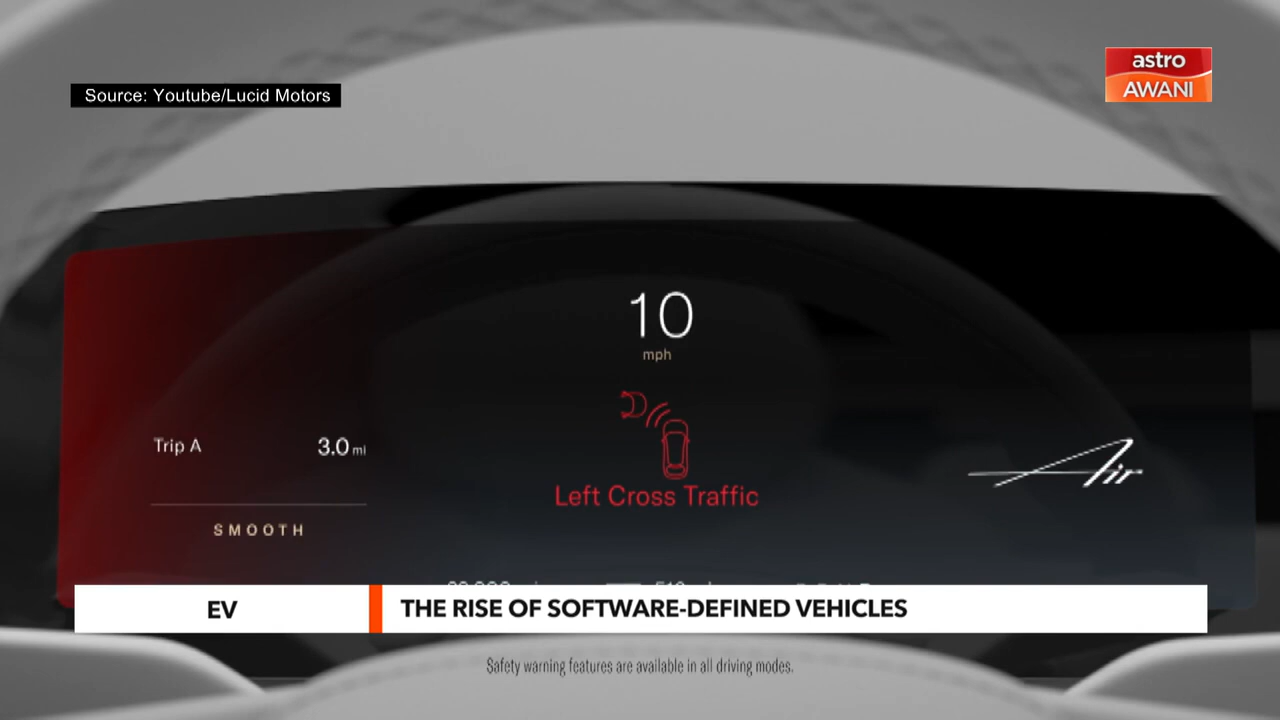 astro
AWANI
Source: Youtube/Lucid Motors
10
mph
Trip A 3.0 mi
Left Cross Traffic
Air
SMOOTH
EV THE RISE OF SOFTWARE-DEFINED VEHICLES
Safety warning features are available in all driving modes.